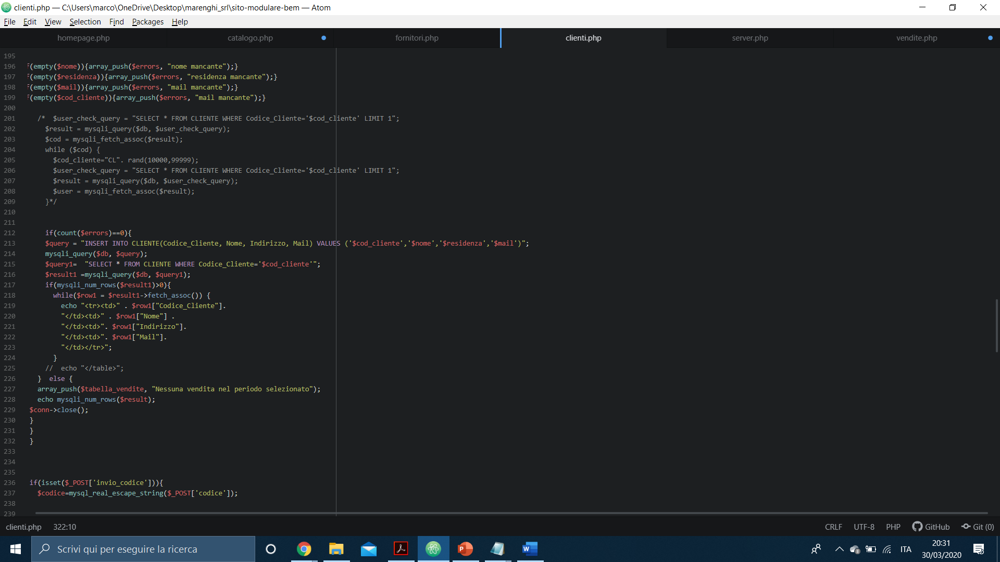 clienti.php — C:\Users\marco\OneDrive\Desktop\marenghi_srl\sito-modulare-bem — Atom
File Edit View Selection Find Packages Help
homepage.php catalogo.php fornitori.php clienti.php server.php vendite.php
195
196 f(empty($nome)){array_push($errors, "nome mancante");}
197 f(empty($residenza)){array_push($errors, "residenza mancante");}
198 f(empty($mail)){array_push($errors, "mail mancante");}
199 f(empty($cod_cliente)){array_push($errors, "mail mancante");}
200
201 /*  $user_check_query = "SELECT * FROM CLIENTE WHERE Codice_Cliente='$cod_cliente' LIMIT 1";
202 $result = mysqli_query($db, $user_check_query);
203 $cod = mysqli_fetch_assoc($result);
204 while ($cod) {
205 $cod_cliente="CL". rand(10000,99999);
206 $user_check_query = "SELECT * FROM CLIENTE WHERE Codice_Cliente='$cod_cliente' LIMIT 1";
207 $result = mysqli_query($db, $user_check_query);
208 $user = mysqli_fetch_assoc($result);
209 }*/
210
211
212 if(count($errors)==0){
213 $query = "INSERT INTO CLIENTE(Codice_Cliente, Nome, Indirizzo, Mail) VALUES ('$cod_cliente','$nome','$residenza','$mail')";
214 mysqli_query($db, $query);
215 $query1=  "SELECT * FROM CLIENTE WHERE Codice_Cliente='$cod_cliente'";
216 $result1 =mysqli_query($db, $query1);
217 if(mysqli_num_rows($result1)>0){
218 while($row1 = $result1->fetch_assoc()) {
219 echo "<tr><td>" . $row1["Codice_Cliente"].
220 "</td><td>" . $row1["Nome"] .
221 "</td><td>". $row1["Indirizzo"].
222 "</td><td>". $row1["Mail"].
223 "</td></tr>";
224 }
225 //  echo "</table>";
226 }  else {
227 array_push($tabella_vendite, "Nessuna vendita nel periodo selezionato");
228 echo mysqli_num_rows($result);
229 $conn->close();
230 }
231 }
232 }
233
234
235
236 if(isset($_POST['invio_codice'])){
237 $codice=mysql_real_escape_string($_POST['codice']);
238
239
clienti.php 322:10 CRLF UTF-8 PHP GitHub Git (0)
Scrivi qui per eseguire la ricerca ITA 20:31
30/03/2020